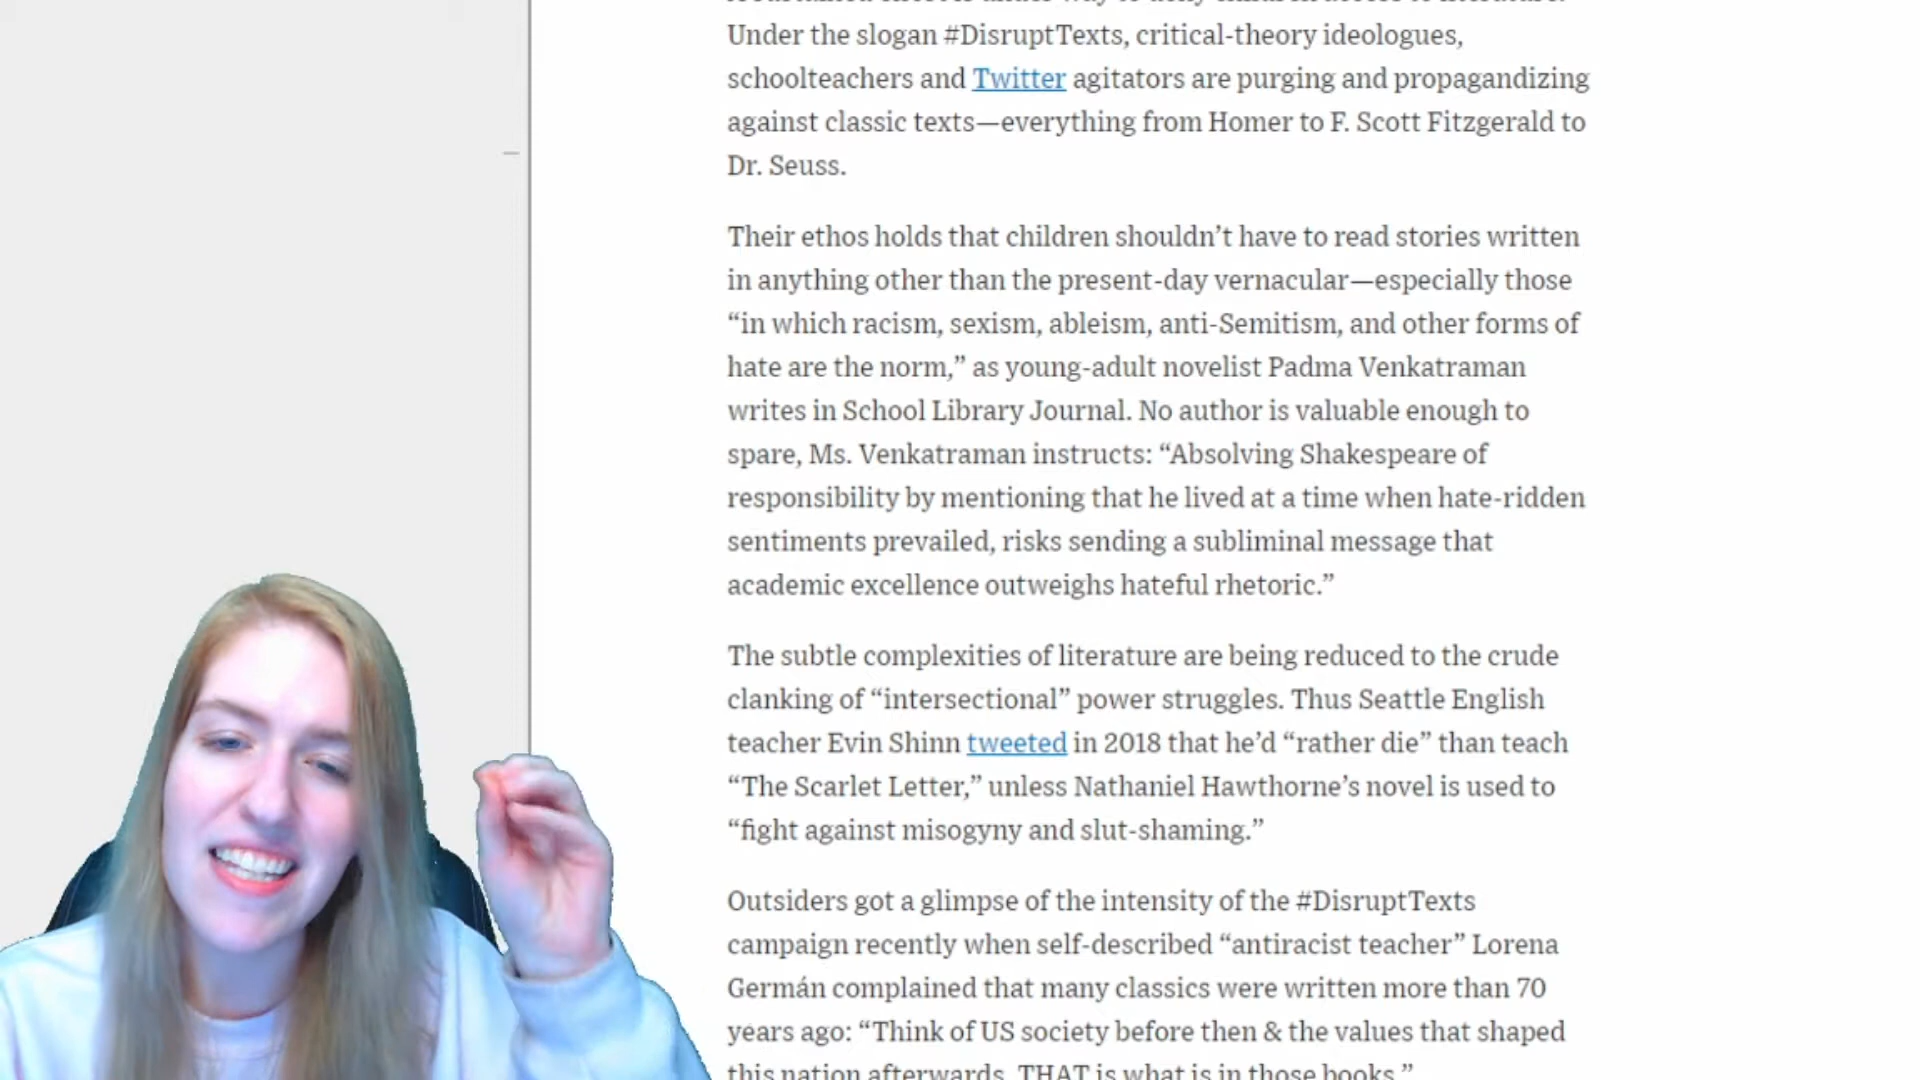 Under the slogan #DisruptTexts, critical-theory ideologues,
schoolteachers and Twitter agitators are purging and propagandizing
against classic texts—everything from Homer to F. Scott Fitzgerald to
Dr. Seuss.
Their ethos holds that children shouldn’t have to read stories written
in anything other than the present-day vernacular—especially those
“in which racism, sexism, ableism, anti-Semitism, and other forms of
hate are the norm,” as young-adult novelist Padma Venkatraman
writes in School Library Journal. No author is valuable enough to
spare, Ms. Venkatraman instructs: “Absolving Shakespeare of
responsibility by mentioning that he lived at a time when hate-ridden
sentiments prevailed, risks sending a subliminal message that
academic excellence outweighs hateful rhetoric.”
The subtle complexities of literature are being reduced to the crude
clanking of “intersectional” power struggles. Thus Seattle English
teacher Evin Shinn tweeted in 2018 that he’d “rather die” than teach
“The Scarlet Letter,” unless Nathaniel Hawthorne’s novel is used to
“fight against misogyny and slut-shaming.”
Outsiders got a glimpse of the intensity of the #DisruptTexts
campaign recently when self-described “antiracist teacher” Lorena
Germán complained that many classics were written more than 70
years ago: “Think of US society before then & the values that shaped
this nation afterwards. THAT is what is in those books.”